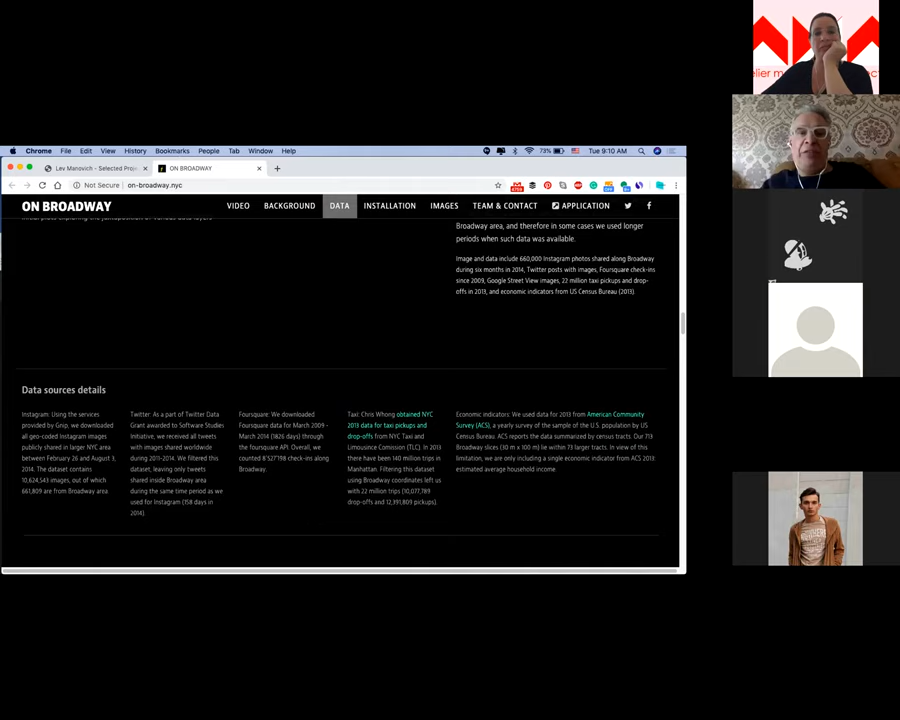 Chrome File Edit View History Bookmarks People Tab Window Help 73% Tue 9:10 AM
Lev Manovich - Selected Proje ON BROADWAY
Not Secure on-broadway.nyc
ON BROADWAY VIDEO BACKGROUND DATA INSTALLATION IMAGES TEAM & CONTACT APPLICATION
Broadway area, and therefore in some cases we used longer
periods when such data was available.
Image and data include 660,000 Instagram photos shared along Broadway
during six months in 2014, Twitter posts with images, Foursquare check-ins
since 2009, Google Street View images, 22 million taxi pickups and drop-
offs in 2013, and economic indicators from US Census Bureau (2013).
Data sources details
Instagram: Using the services
provided by Gnip, we downloaded
all geo-coded Instagram images
publicly shared in larger NYC area
between February 26 and August 3,
2014. The dataset contains
10,624,543 images, out of which
661,809 are from Broadway area.
Twitter: As a part of Twitter Data
Grant awarded to Software Studies
Initiative, we received all tweets
with images shared worldwide
during 2011-2014. We filtered this
dataset, leaving only tweets
shared inside Broadway area
during the same time period as we
used for Instagram (158 days in
2014).
Foursquare: We downloaded
Foursquare data for March 2009 -
March 2014 (1826 days) through
the foursquare API. Overall, we
counted 8'527'198 check-ins along
Broadway.
Taxi: Chris Whong obtained NYC
2013 data for taxi pickups and
drop-offs from NYC Taxi and
Limousine Comission (TLC). In 2013
there have been 140 million trips in
Manhattan. Filtering this dataset
using Broadway coordinates left us
with 22 million trips (10,077,789
drop-offs and 12,391,809 pickups).
Economic indicators: We used data for 2013 from American Community
Survey (ACS), a yearly survey of the sample of the U.S. population by US
Census Bureau. ACS reports the data summarized by census tracts. Our 713
Broadway slices (30 m x 100 m) lie within 73 larger tracts. In view of this
limitation, we are only including a single economic indicator from ACS 2013:
estimated average household income.